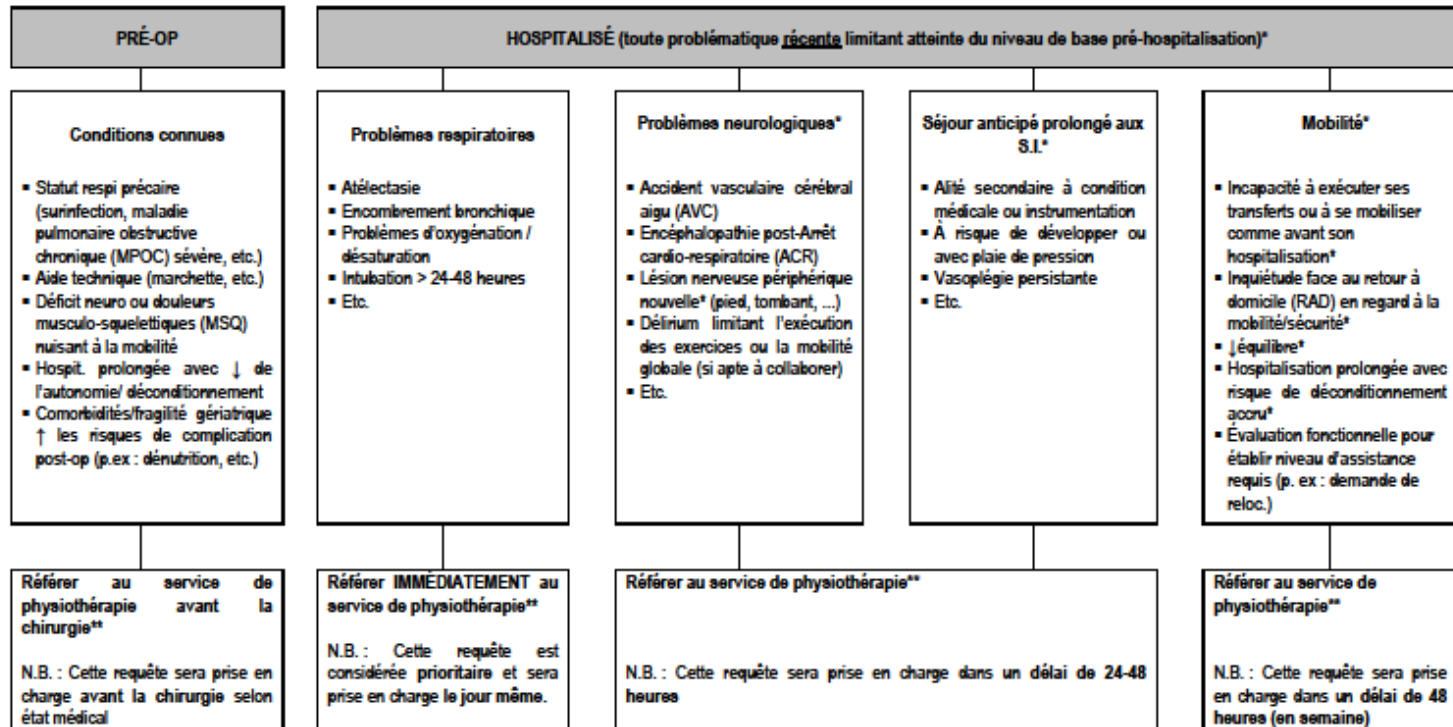 PRÉ-OP
HOSPITALISÉ (toute problématique récente limitant atteinte du niveau de base pré-hospitalisation)*
Conditions connues
▪ Statut respi précaire
(surinfection, maladie
pulmonaire obstructive
chronique (MPOC) sévère, etc.)
▪ Aide technique (marchette, etc.)
▪ Déficit neuro ou douleurs
musculo-squelettiques (MSQ)
nuisant à la mobilité
▪ Hospit. prolongée avec ↓ de
l'autonomie/ déconditionnement
▪ Comorbidités/fragilité gériatrique
↑ les risques de complication
post-op (p.ex : dénutrition, etc.)
Problèmes respiratoires
▪ Atélectasie
▪ Encombrement bronchique
▪ Problèmes d'oxygénation /
désaturation
▪ Intubation > 24-48 heures
▪ Etc.
Problèmes neurologiques*
▪ Accident vasculaire cérébral
aigu (AVC)
▪ Encéphalopathie post-Arrêt
cardio-respiratoire (ACR)
▪ Lésion nerveuse périphérique
nouvelle* (pied, tombant, ...)
▪ Délirium limitant l'exécution
des exercices ou la mobilité
globale (si apte à collaborer)
▪ Etc.
Séjour anticipé prolongé aux
S.I.*
▪ Alité secondaire à condition
médicale ou instrumentation
▪ À risque de développer ou
avec plaie de pression
▪ Vasoplégie persistante
▪ Etc.
Mobilité*
▪ Incapacité à exécuter ses
transferts ou à se mobiliser
comme avant son
hospitalisation*
▪ Inquiétude face au retour à
domicile (RAD) en regard à la
mobilité/sécurité*
▪ ↓équilibre*
▪ Hospitalisation prolongée avec
risque de déconditionnement
accru*
▪ Évaluation fonctionnelle pour
établir niveau d'assistance
requis (p. ex : demande de
reloc.)
Référer au service de
physiothérapie avant la
chirurgie**
N.B. : Cette requête sera prise en
charge avant la chirurgie selon
état médical
Référer IMMÉDIATEMENT au
service de physiothérapie**
N.B. : Cette requête est
considérée prioritaire et sera
prise en charge le jour même.
Référer au service de physiothérapie**
N.B. : Cette requête sera prise en charge dans un délai de 24-48
heures
Référer au service de
physiothérapie**
N.B. : Cette requête sera prise
en charge dans un délai de 48
heures (en semaine)